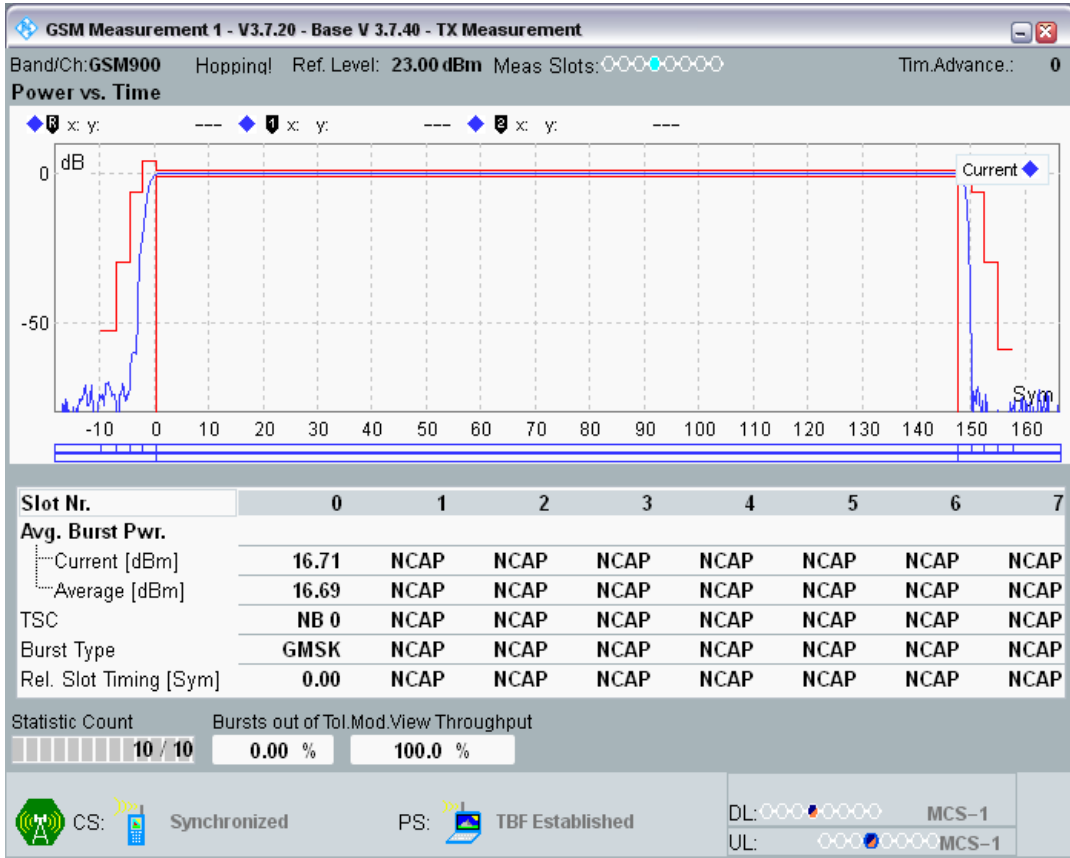 GSM Measurement 1 - V3.7.20 - Base V 3.7.40 - TX Measurement
Band/Ch:GSM900 Hopping! Ref. Level: 23.00 dBm Meas Slots: Tim.Advance.: 0
Power vs. Time
R x: y: --- 1 x: y: --- 2 x: y: ---
dB
Current
0
-50
Sym
-10 0 10 20 30 40 50 60 70 80 90 100 110 120 130 140 150 160
Slot Nr. 0 1 2 3 4 5 6 7
Avg. Burst Pwr.
Current [dBm] 16.71 NCAP NCAP NCAP NCAP NCAP NCAP NCAP
Average [dBm] 16.69 NCAP NCAP NCAP NCAP NCAP NCAP NCAP
TSC NB 0 NCAP NCAP NCAP NCAP NCAP NCAP NCAP
Burst Type GMSK NCAP NCAP NCAP NCAP NCAP NCAP NCAP
Rel. Slot Timing [Sym] 0.00 NCAP NCAP NCAP NCAP NCAP NCAP NCAP
Statistic Count Bursts out of Tol.Mod.View Throughput
10 / 10 0.00 % 100.0 %
CS: Synchronized PS: TBF Established DL: MCS-1
UL: MCS-1